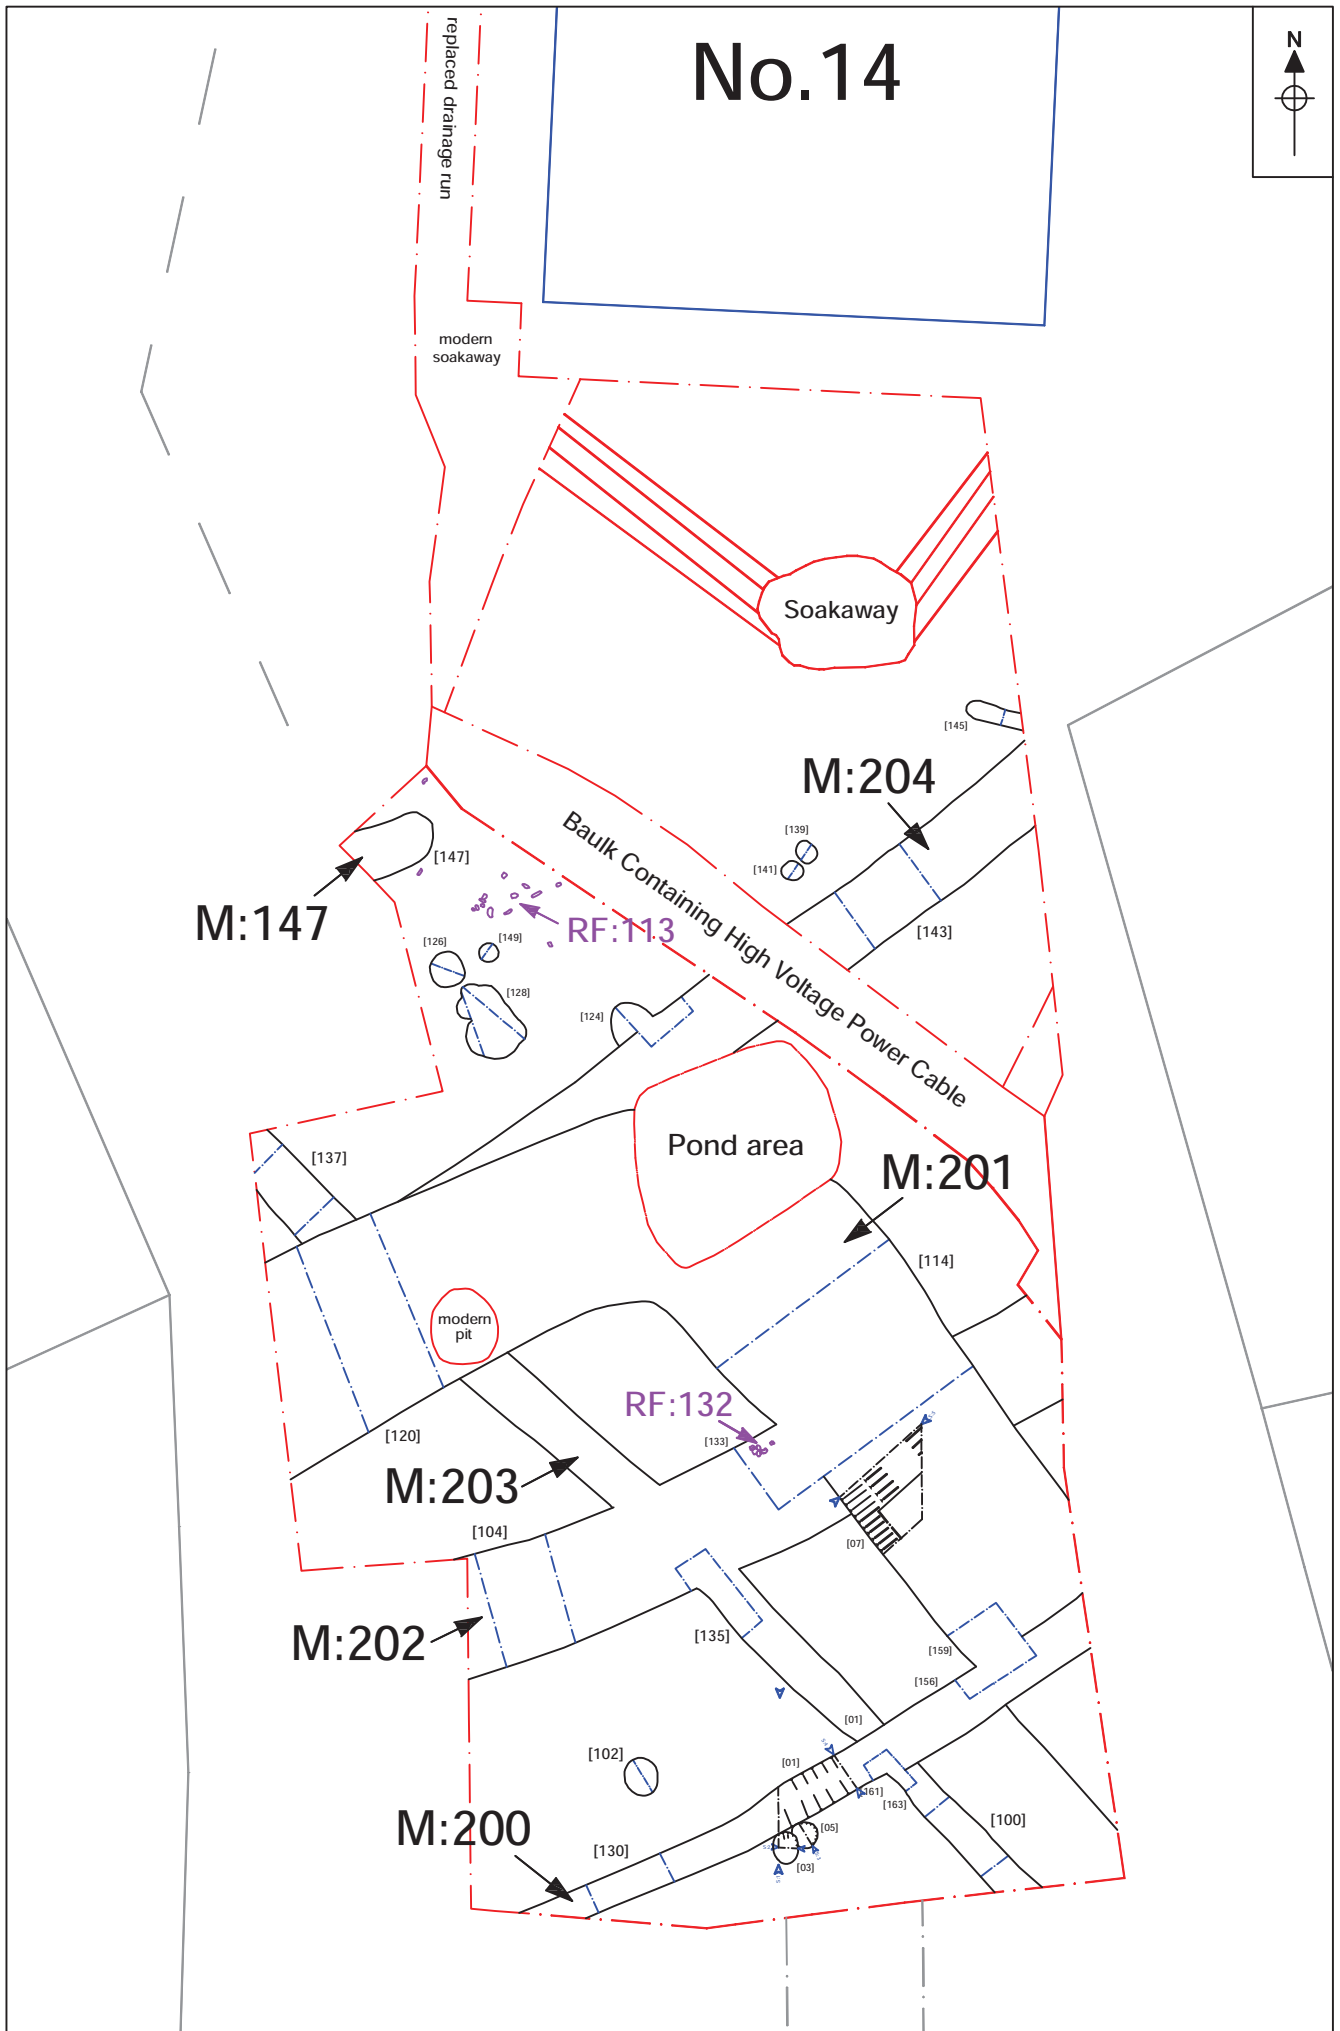 No.14
N
replaced drainage run
modern
soakaway
Soakaway
[145]
M:204
[139]
[141]
[143]
Baulk Containing High Voltage Power Cable
[147]
M:147
RF:113
[126]
[149]
[128]
[124]
Pond area
M:201
[137]
[114]
modern
pit
RF:132
[133]
[120]
M:203
[104]
[07]
M:202
[135]
[159]
[156]
[01]
[102]
[01]
[161]
[163]
[100]
M:200
[130]
[05]
[03]